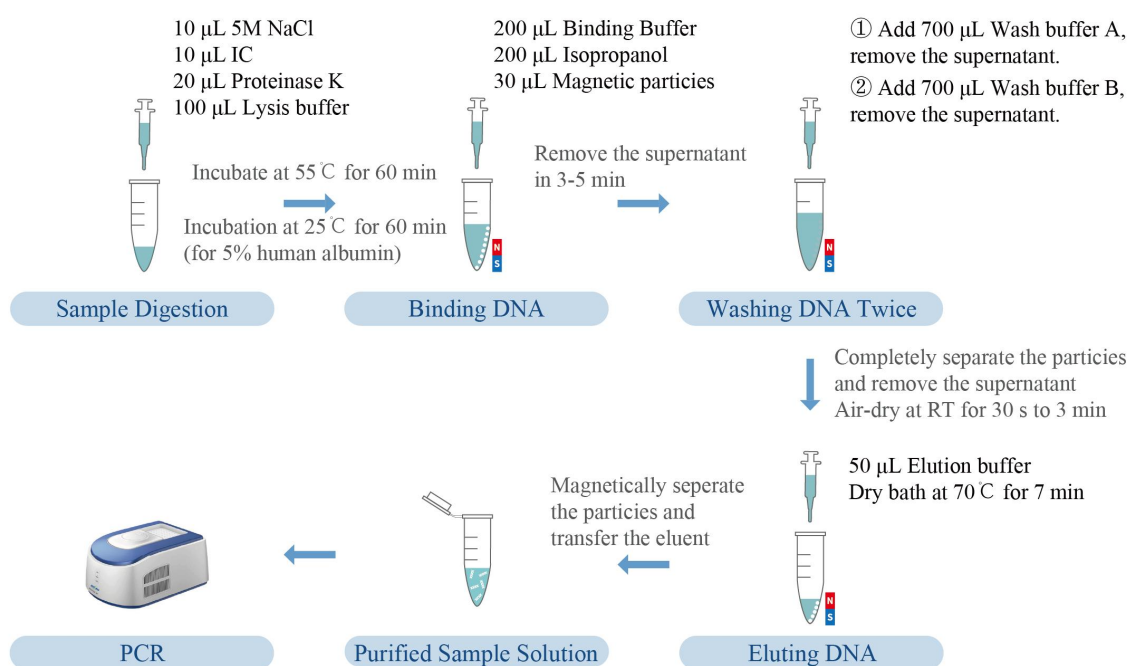 10 μL 5M NaCl
10 μL IC
20 μL Proteinase K
100 μL Lysis buffer
Incubate at 55℃ for 60 min
Incubation at 25℃ for 60 min
(for 5% human albumin)
Sample Digestion
200 μL Binding Buffer
200 μL Isopropanol
30 μL Magnetic particies
Remove the supernatant
in 3-5 min
N
S
Binding DNA
① Add 700 μL Wash buffer A,
remove the supernatant.
② Add 700 μL Wash buffer B,
remove the supernatant.
N
S
Washing DNA Twice
Completely separate the particies
and remove the supernatant
Air-dry at RT for 30 s to 3 min
50 μL Elution buffer
Dry bath at 70℃ for 7 min
N
S
Eluting DNA
Magnetically seperate
the particies and
transfer the eluent
Purified Sample Solution
PCR